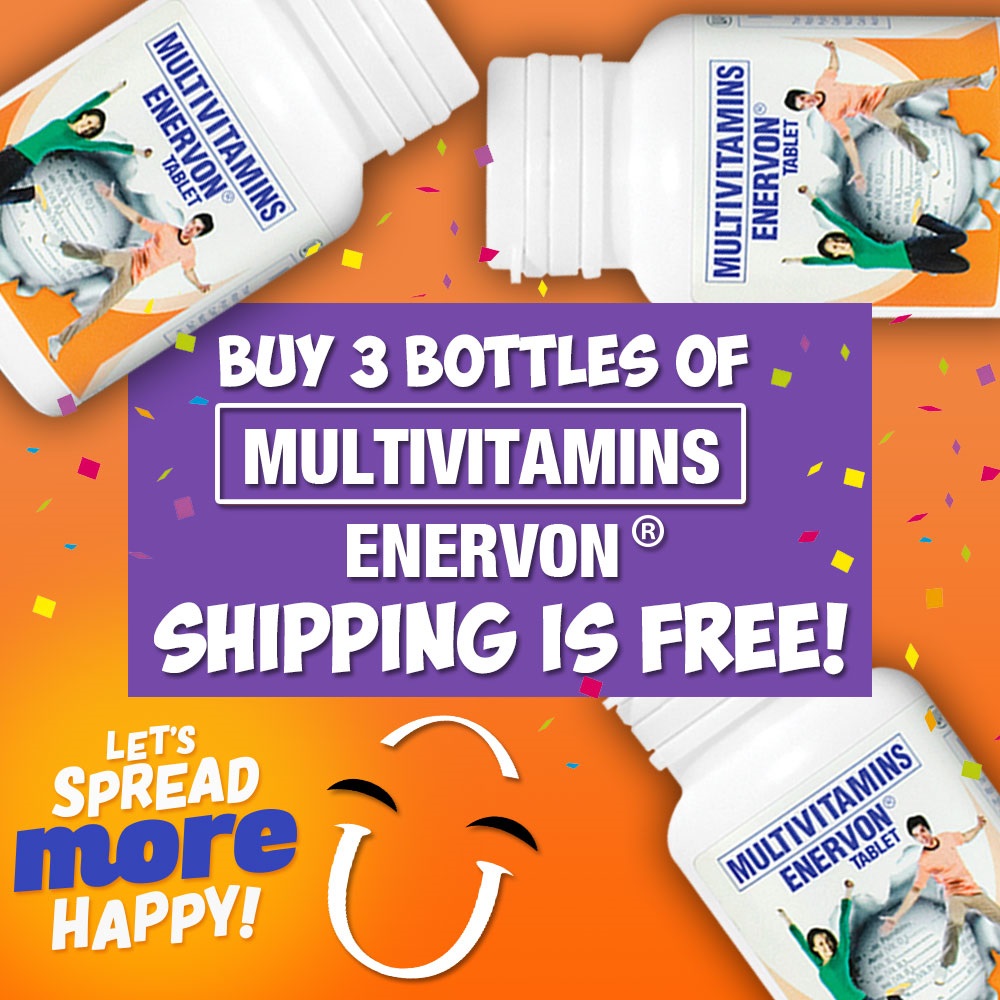 MULTIVITAMINS
ENERVON®
TABLET
MULTIVITAMINS
ENERVON®
TABLET
BUY 3 BOTTLES OF
MULTIVITAMINS
ENERVON®
SHIPPING IS FREE!
LET'S
SPREAD
more
HAPPY!
MULTIVITAMINS
ENERVON®
TABLET